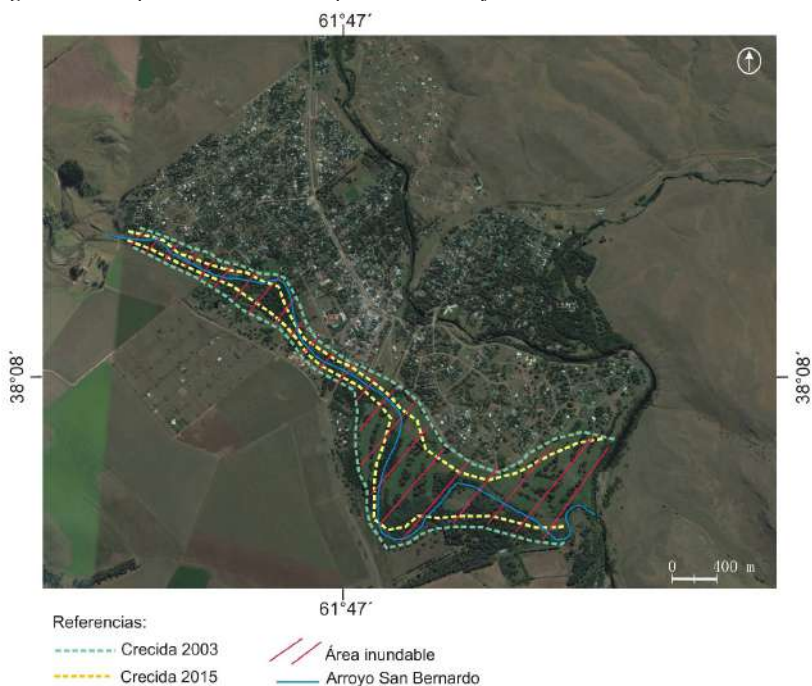 61°47´
38°08´
38°08´
0 400 m
61°47´
Referencias:
Crecida 2003
Área inundable
Crecida 2015
Arroyo San Bernardo